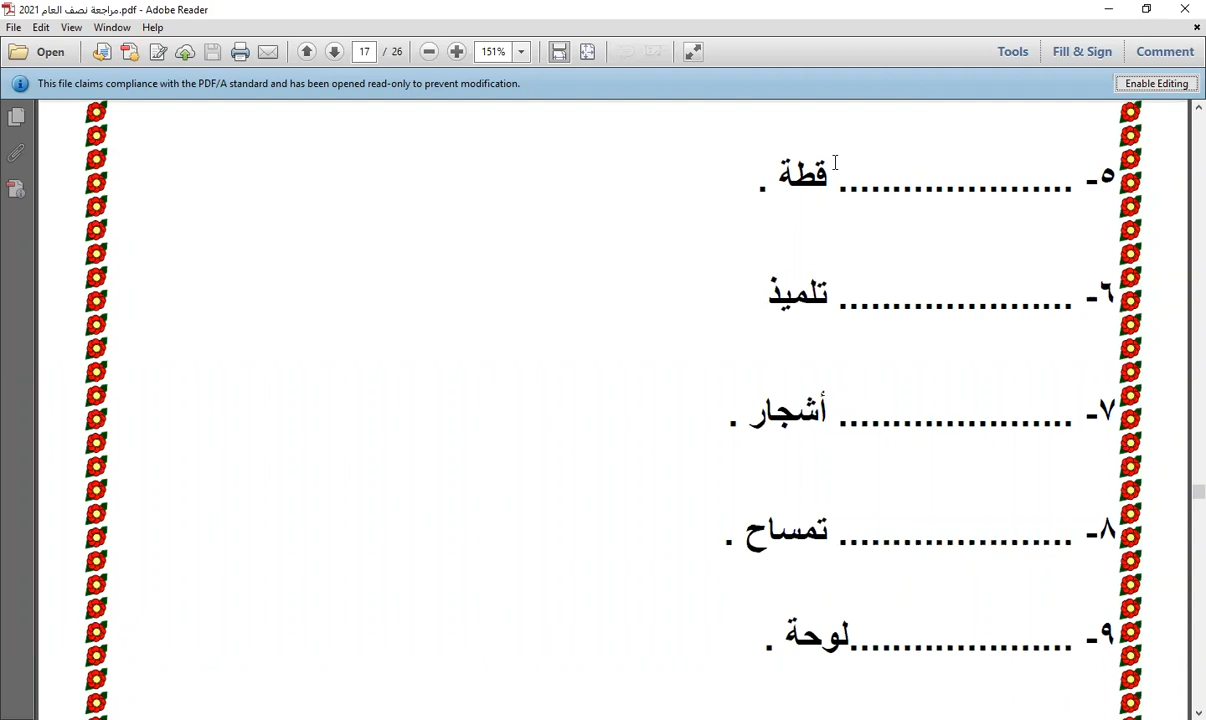 مراجعة نصف العام 2021.pdf - Adobe Reader
File Edit View Window Help
Open 17 / 26 151% Tools Fill & Sign Comment
This file claims compliance with the PDF/A standard and has been opened read-only to prevent modification. Enable Editing
٥- ...................... قطة .
٦- ...................... تلميذ
٧- ...................... أشجار .
٨- ...................... تمساح .
٩- .....................لوحة .